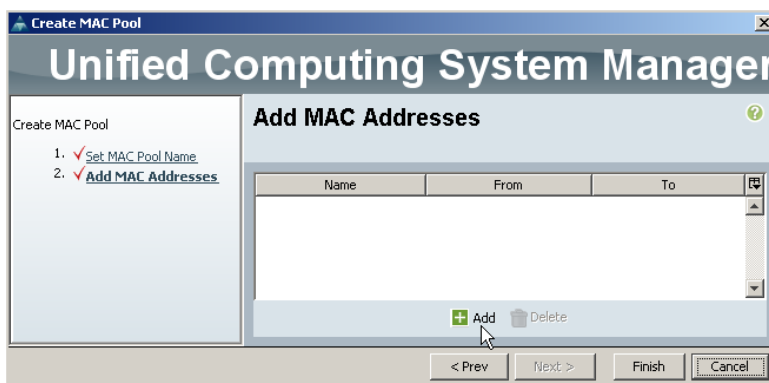 Create MAC Pool
Unified Computing System Manager
Create MAC Pool
1. Set MAC Pool Name
2. Add MAC Addresses
Add MAC Addresses
?
Name From To
Add Delete
< Prev Next > Finish Cancel